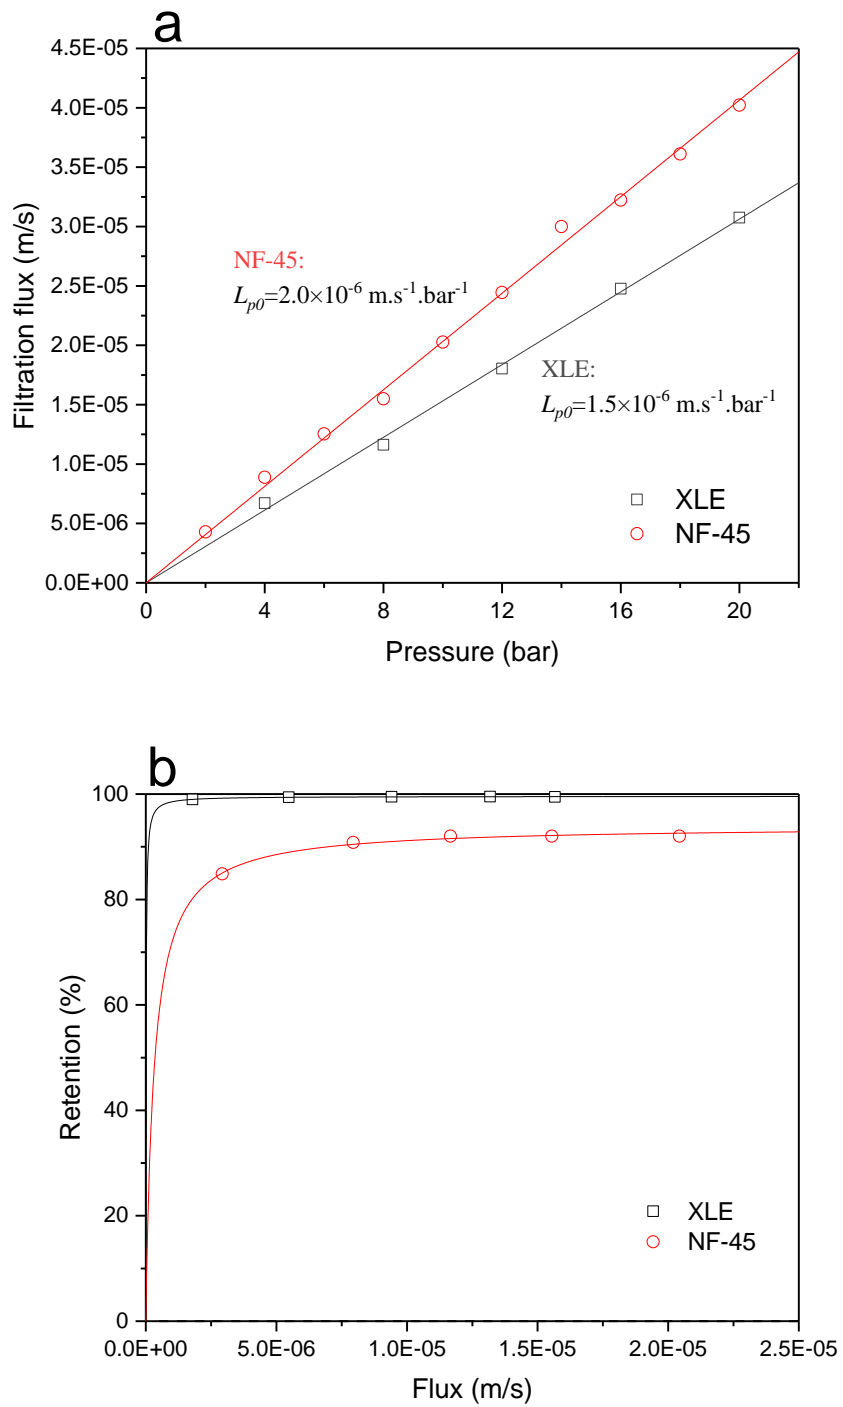 a
4.5E-05
4.0E-05
3.5E-05
3.0E-05
2.5E-05
2.0E-05
1.5E-05
1.0E-05
5.0E-06
0.0E+00
Filtration flux (m/s)
NF-45:
Lp0=2.0×10-6 m.s-1.bar-1
XLE:
Lp0=1.5×10-6 m.s-1.bar-1
XLE
NF-45
0 4 8 12 16 20
Pressure (bar)
b
100
80
60
40
20
0
Retention (%)
XLE
NF-45
0.0E+00 5.0E-06 1.0E-05 1.5E-05 2.0E-05 2.5E-05
Flux (m/s)